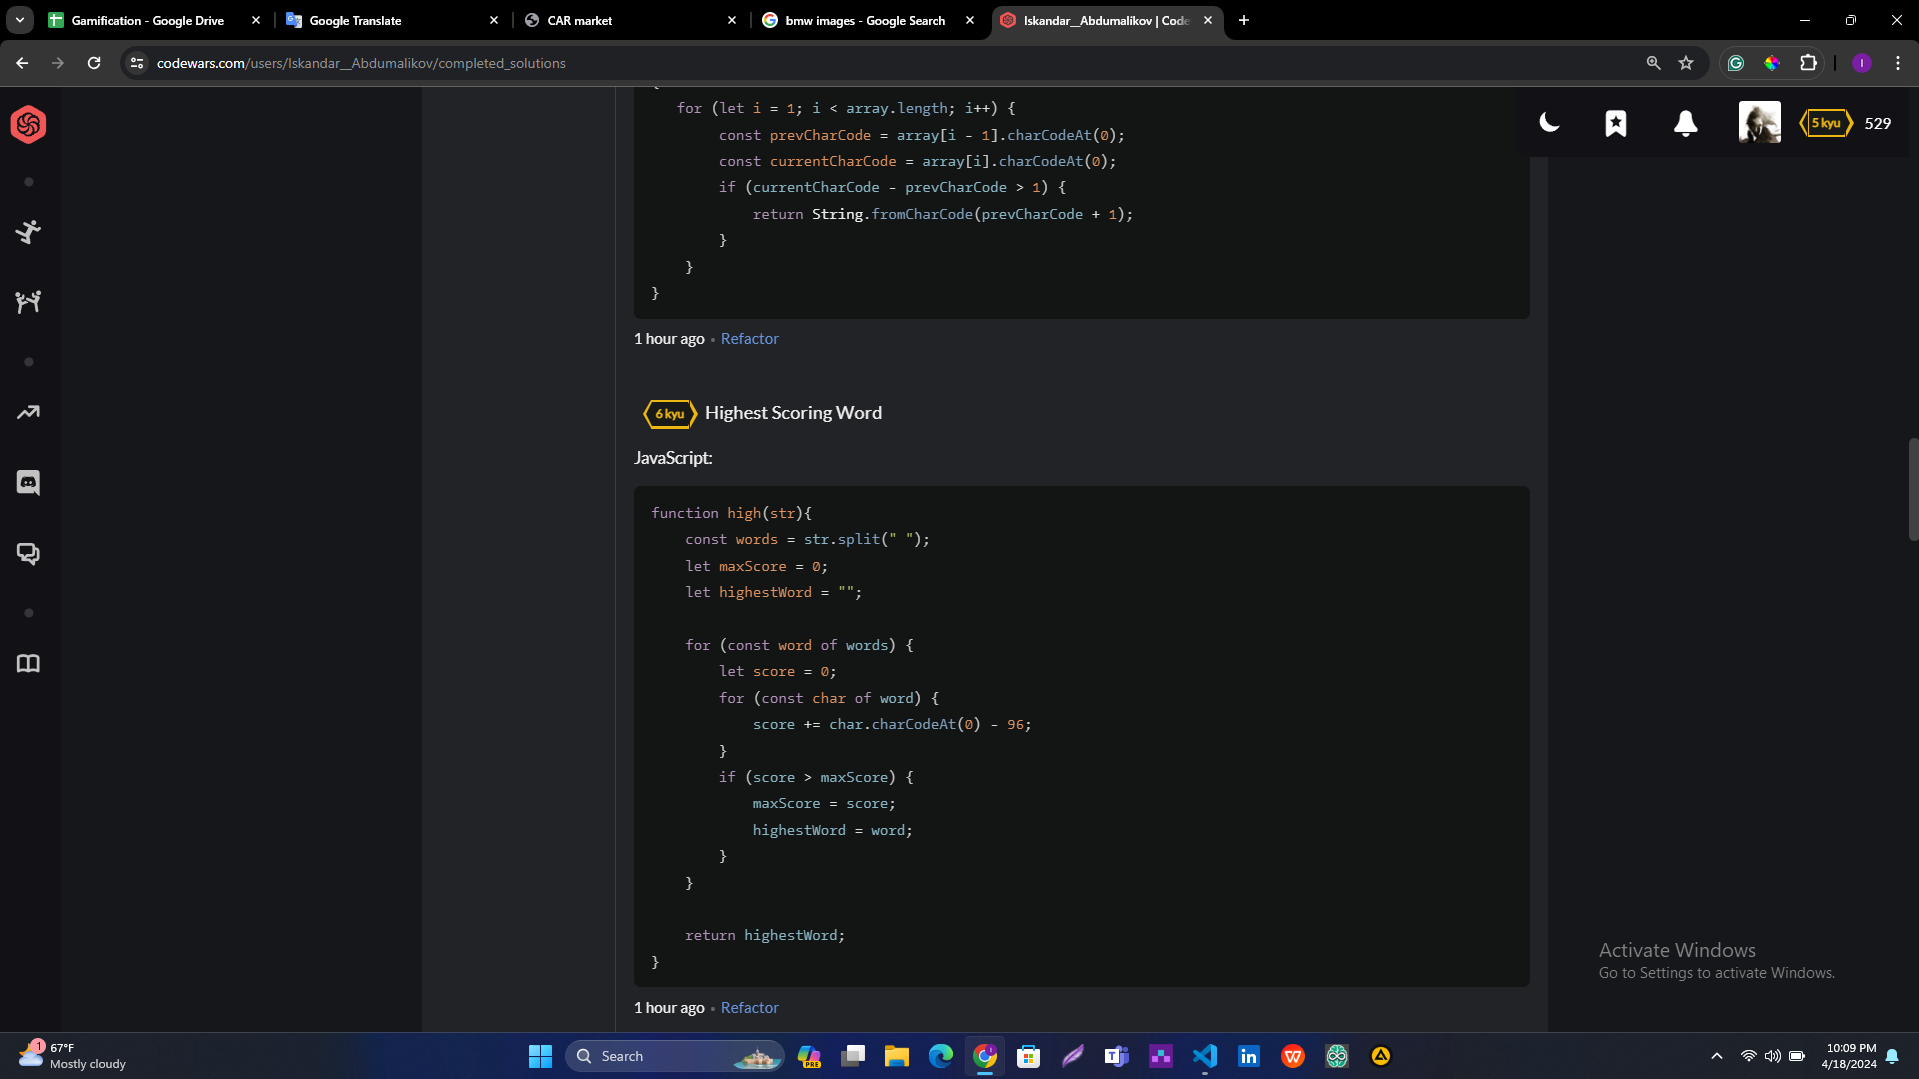 Gamification - Google Drive
Google Translate
CAR market
bmw images - Google Search
Iskandar__Abdumalikov | Code
codewars.com/users/Iskandar__Abdumalikov/completed_solutions
I
5 kyu
529
{
for (let i = 1; i < array.length; i++) {
const prevCharCode = array[i - 1].charCodeAt(0);
const currentCharCode = array[i].charCodeAt(0);
if (currentCharCode - prevCharCode > 1) {
return String.fromCharCode(prevCharCode + 1);
}
}
}
1 hour ago • Refactor
6 kyu Highest Scoring Word
JavaScript:
function high(str){
const words = str.split(" ");
let maxScore = 0;
let highestWord = "";
for (const word of words) {
let score = 0;
for (const char of word) {
score += char.charCodeAt(0) - 96;
}
if (score > maxScore) {
maxScore = score;
highestWord = word;
}
}
return highestWord;
}
1 hour ago • Refactor
Activate Windows
Go to Settings to activate Windows.
1
67°F
Mostly cloudy
Search
PRE
10:09 PM
4/18/2024